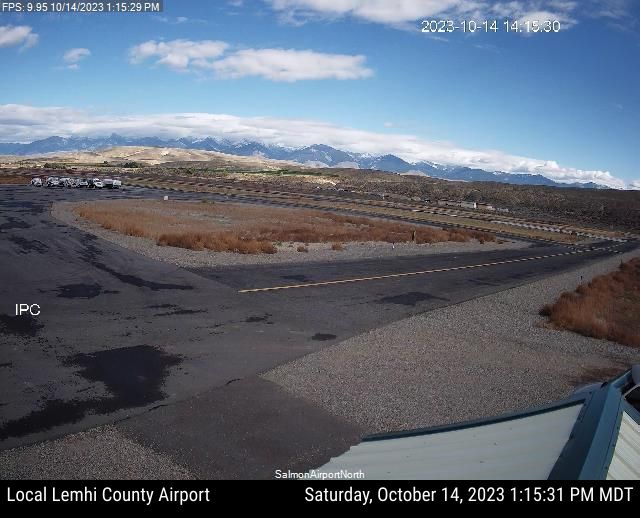 FPS: 9.95 10/14/2023 1:15:29 PM
2023-10-14 14:15:30
IPC
SalmonAirportNorth
Local Lemhi County Airport
Saturday, October 14, 2023 1:15:31 PM MDT